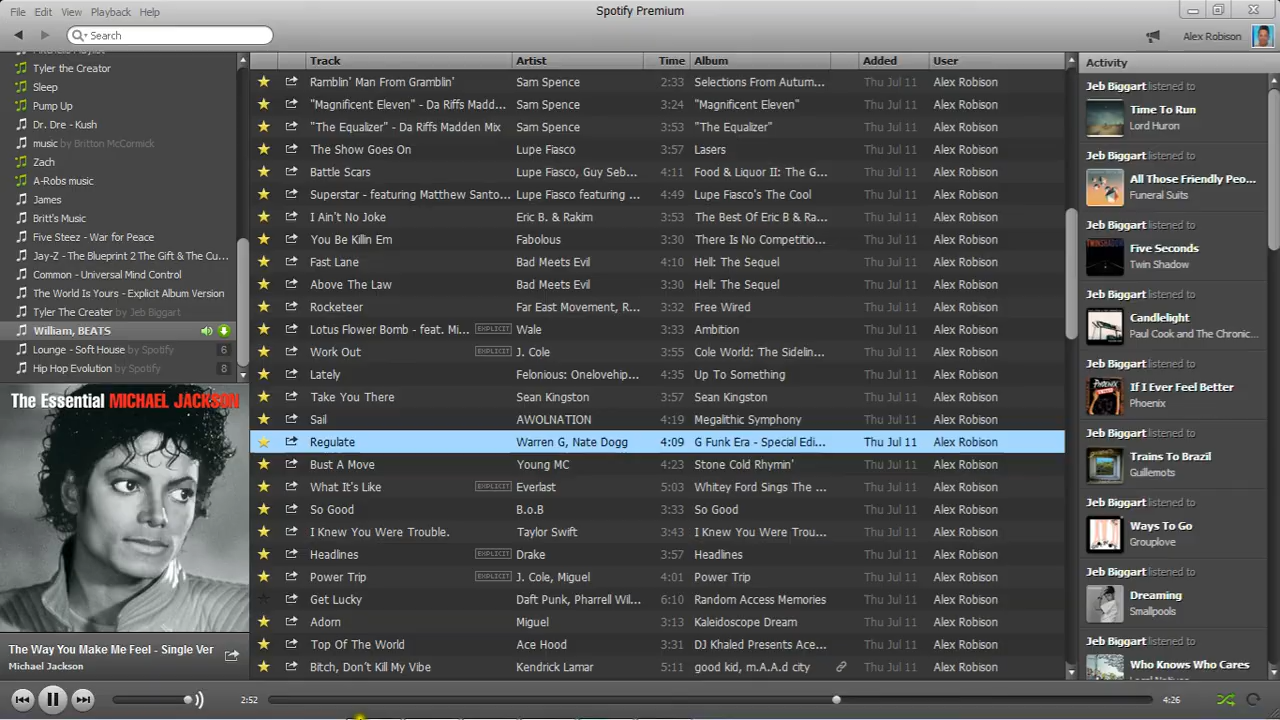 File Edit View Playback Help
Spotify Premium
Search
Alex Robison
Tyler the Creator
Sleep
Pump Up
Dr. Dre - Kush
music by Britton McCormick
Zach
A-Robs music
James
Britt's Music
Five Steez - War for Peace
Jay-Z - The Blueprint 2 The Gift & The Cu...
Common - Universal Mind Control
The World Is Yours - Explicit Album Version
Tyler The Creator by Jeb Biggart
William, BEATS
Lounge - Soft House by Spotify 6
Hip Hop Evolution by Spotify 8
The Essential MICHAEL JACKSON
The Way You Make Me Feel - Single Ver
Michael Jackson
Track Artist Time Album Added User
Ramblin' Man From Gramblin' Sam Spence 2:33 Selections From Autum... Thu Jul 11 Alex Robison
"Magnificent Eleven" - Da Riffs Madd... Sam Spence 3:24 "Magnificent Eleven" Thu Jul 11 Alex Robison
"The Equalizer" - Da Riffs Madden Mix Sam Spence 3:53 "The Equalizer" Thu Jul 11 Alex Robison
The Show Goes On Lupe Fiasco 3:57 Lasers Thu Jul 11 Alex Robison
Battle Scars Lupe Fiasco, Guy Seb... 4:11 Food & Liquor II: The G... Thu Jul 11 Alex Robison
Superstar - featuring Matthew Santo... Lupe Fiasco featuring ... 4:49 Lupe Fiasco's The Cool Thu Jul 11 Alex Robison
I Ain't No Joke Eric B. & Rakim 3:53 The Best Of Eric B & Ra... Thu Jul 11 Alex Robison
You Be Killin Em Fabolous 3:30 There Is No Competitio... Thu Jul 11 Alex Robison
Fast Lane Bad Meets Evil 4:10 Hell: The Sequel Thu Jul 11 Alex Robison
Above The Law Bad Meets Evil 3:30 Hell: The Sequel Thu Jul 11 Alex Robison
Rocketeer Far East Movement, R... 3:32 Free Wired Thu Jul 11 Alex Robison
Lotus Flower Bomb - feat. Mi... EXPLICIT Wale 3:33 Ambition Thu Jul 11 Alex Robison
Work Out EXPLICIT J. Cole 3:55 Cole World: The Sidelin... Thu Jul 11 Alex Robison
Lately Felonious: Onelovehip... 4:35 Up To Something Thu Jul 11 Alex Robison
Take You There Sean Kingston 3:57 Sean Kingston Thu Jul 11 Alex Robison
Sail AWOLNATION 4:19 Megalithic Symphony Thu Jul 11 Alex Robison
Regulate Warren G, Nate Dogg 4:09 G Funk Era - Special Edi... Thu Jul 11 Alex Robison
Bust A Move Young MC 4:23 Stone Cold Rhymin' Thu Jul 11 Alex Robison
What It's Like EXPLICIT Everlast 5:03 Whitey Ford Sings The ... Thu Jul 11 Alex Robison
So Good B.o.B 3:33 So Good Thu Jul 11 Alex Robison
I Knew You Were Trouble. Taylor Swift 3:43 I Knew You Were Trou... Thu Jul 11 Alex Robison
Headlines EXPLICIT Drake 3:57 Headlines Thu Jul 11 Alex Robison
Power Trip EXPLICIT J. Cole, Miguel 4:01 Power Trip Thu Jul 11 Alex Robison
Get Lucky Daft Punk, Pharrell Wil... 6:10 Random Access Memories Thu Jul 11 Alex Robison
Adorn Miguel 3:13 Kaleidoscope Dream Thu Jul 11 Alex Robison
Top Of The World Ace Hood 3:31 DJ Khaled Presents Ace... Thu Jul 11 Alex Robison
Bitch, Don't Kill My Vibe Kendrick Lamar 5:11 good kid, m.A.A.d city Thu Jul 11 Alex Robison
Activity
Jeb Biggart listened to
Time To Run
Lord Huron
Jeb Biggart listened to
All Those Friendly Peo...
Funeral Suits
Jeb Biggart listened to
Five Seconds
Twin Shadow
Jeb Biggart listened to
Candlelight
Paul Cook and The Chronic...
Jeb Biggart listened to
If I Ever Feel Better
Phoenix
Jeb Biggart listened to
Trains To Brazil
Guillemots
Jeb Biggart listened to
Ways To Go
Grouplove
Jeb Biggart listened to
Dreaming
Smallpools
Jeb Biggart listened to
Who Knows Who Cares
2:52 4:26